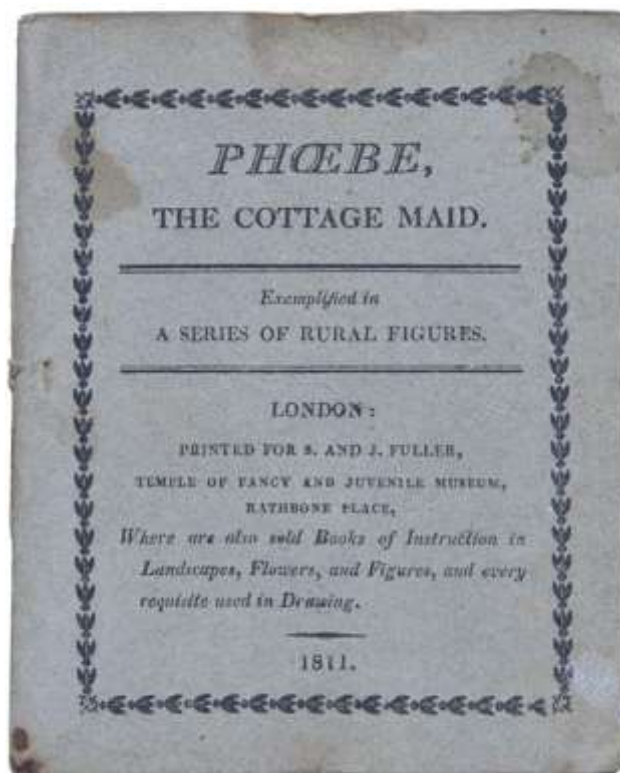 PHŒBE,
THE COTTAGE MAID.
Exemplified in
A SERIES OF RURAL FIGURES.
LONDON:
PRINTED FOR S. AND J. FULLER,
TEMPLE OF FANCY AND JUVENILE MUSEUM,
RATHBONE PLACE,
Where are also sold Books of Instruction in
Landscapes, Flowers, and Figures, and every
requisite used in Drawing.
1811.